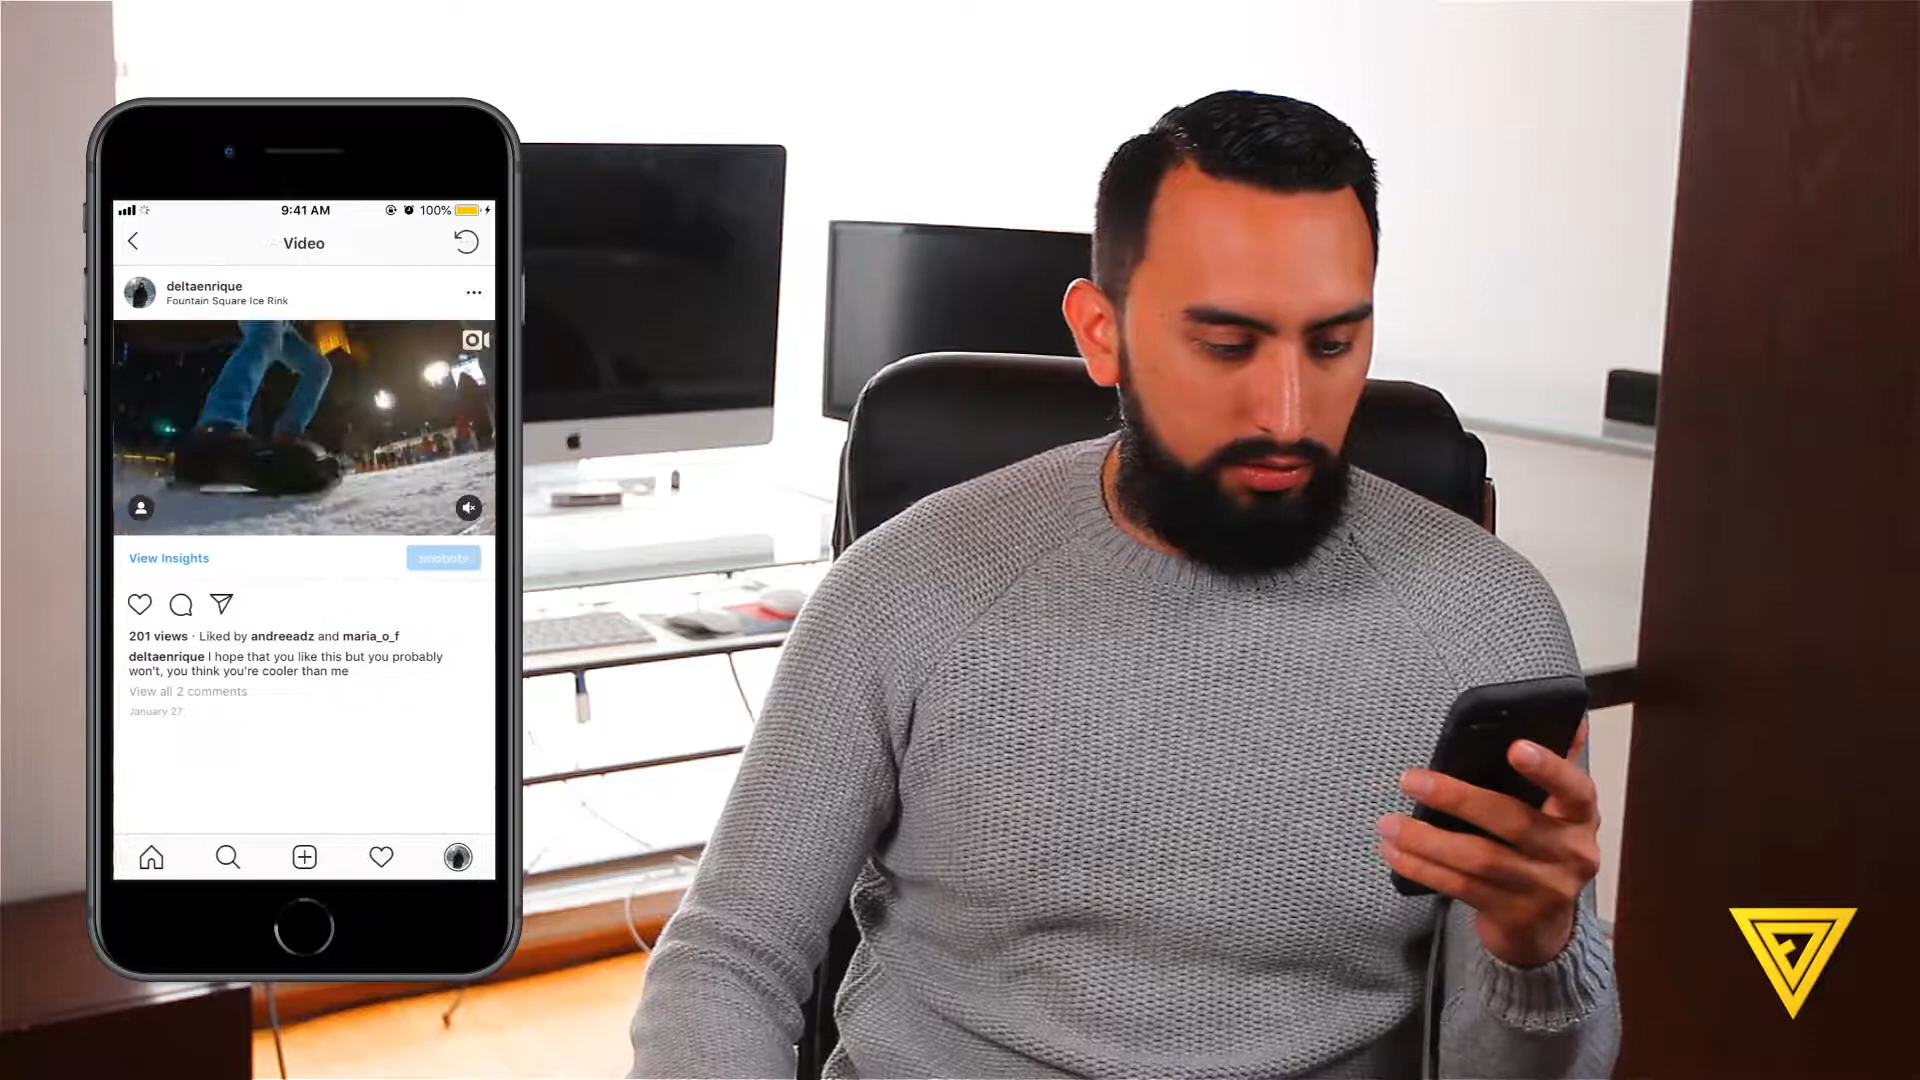 9:41 AM
100%
Video
deltaenrique
Fountain Square Ice Rink
View Insights
201 views · Liked by andreeadz and maria_o_f
deltaenrique I hope that you like this but you probably
won't, you think you're cooler than me
View all 2 comments
January 27